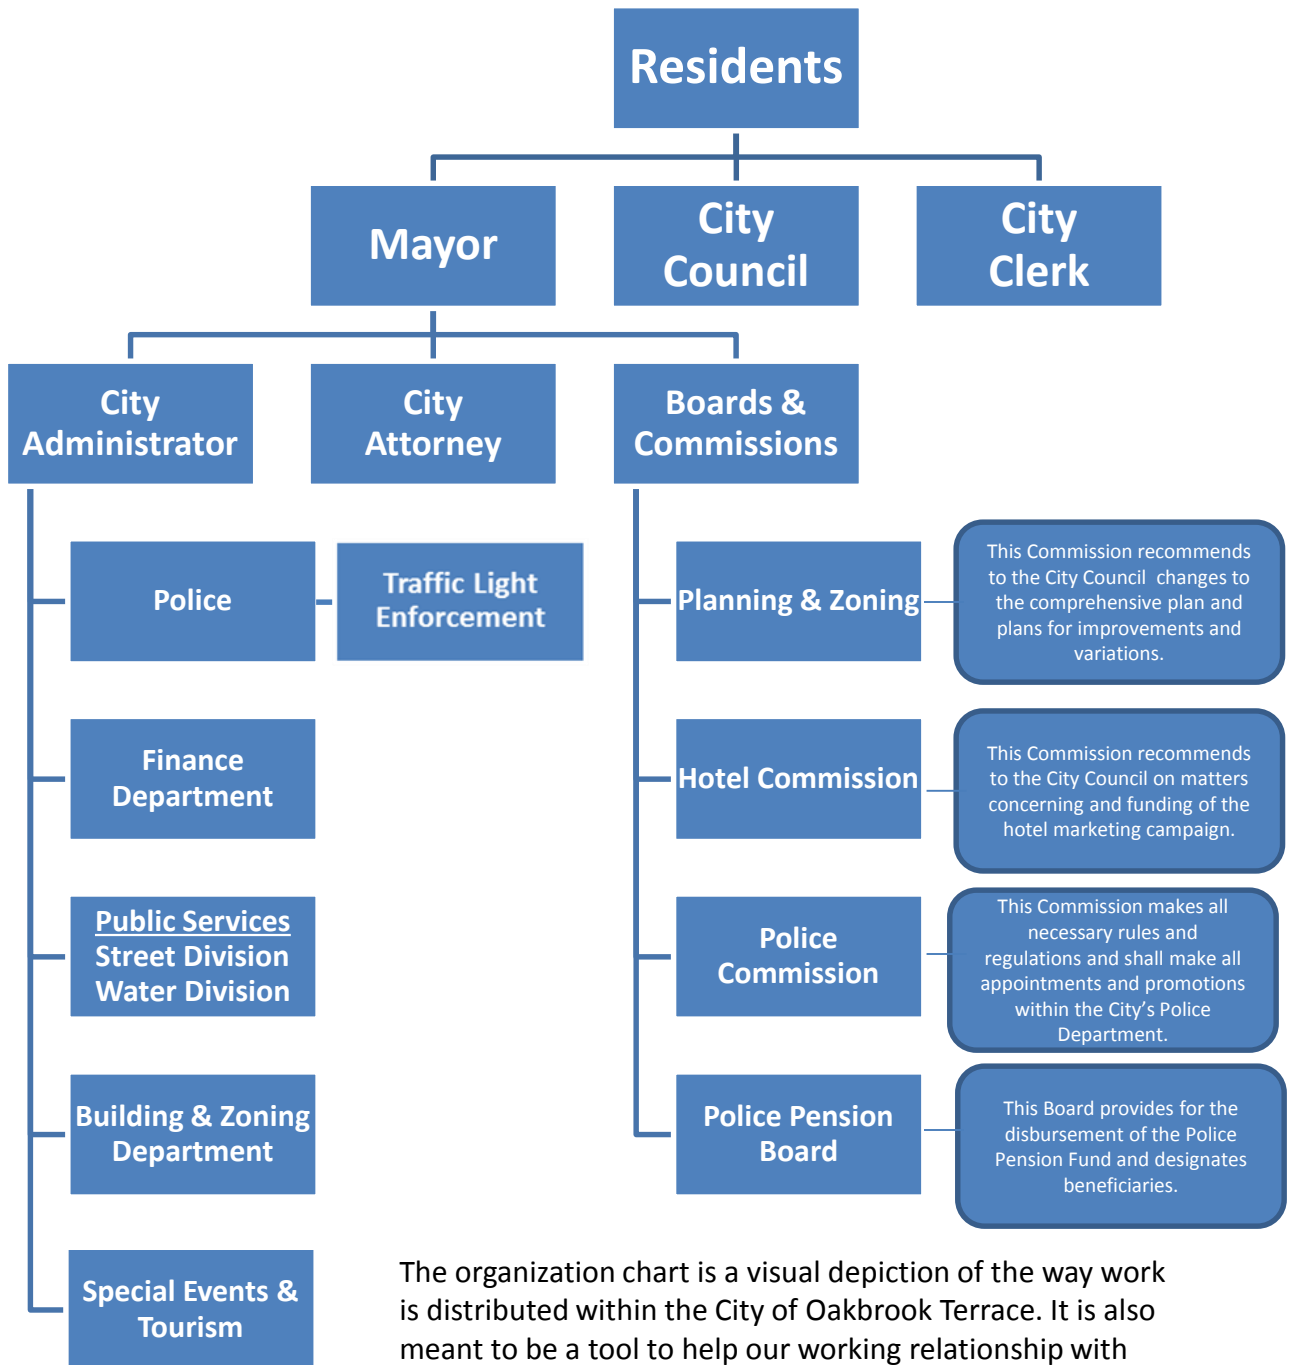 Residents
Mayor
City
Council
City
Clerk
City
Administrator
City
Attorney
Boards &
Commissions
Police
Traffic Light
Enforcement
Planning & Zoning
This Commission recommends
to the City Council changes to
the comprehensive plan and
plans for improvements and
variations.
Finance
Department
Hotel Commission
This Commission recommends
to the City Council on matters
concerning and funding of the
hotel marketing campaign.
Public Services
Street Division
Water Division
Police
Commission
This Commission makes all
necessary rules and
regulations and shall make all
appointments and promotions
within the City’s Police
Department.
Building & Zoning
Department
Police Pension
Board
This Board provides for the
disbursement of the Police
Pension Fund and designates
beneficiaries.
Special Events &
Tourism
The organization chart is a visual depiction of the way work
is distributed within the City of Oakbrook Terrace. It is also
meant to be a tool to help our working relationship with